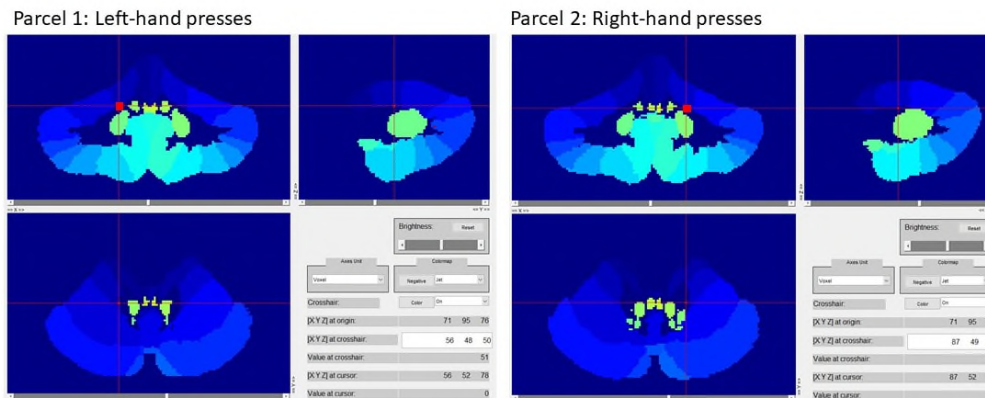 Parcel 1: Left-hand presses
Parcel 2: Right-hand presses
<< Z >>
<< X >>
<< Y >>
Brightness:
Reset
Axes Unit
Colormap
Voxel
Negative
Jet
Crosshair:
Color
On
[X Y Z] at origin: 71 95 76
[X Y Z] at crosshair: 56 48 50
Value at crosshair: 51
[X Y Z] at cursor: 56 52 78
Value at cursor: 0
<< Z >>
<< X >>
<< Y >>
Brightness:
Reset
Axes Unit
Colormap
Voxel
Negative
Jet
Crosshair:
Color
On
[X Y Z] at origin: 71 95
[X Y Z] at crosshair: 87 49
Value at crosshair:
[X Y Z] at cursor: 87 52
Value at cursor: